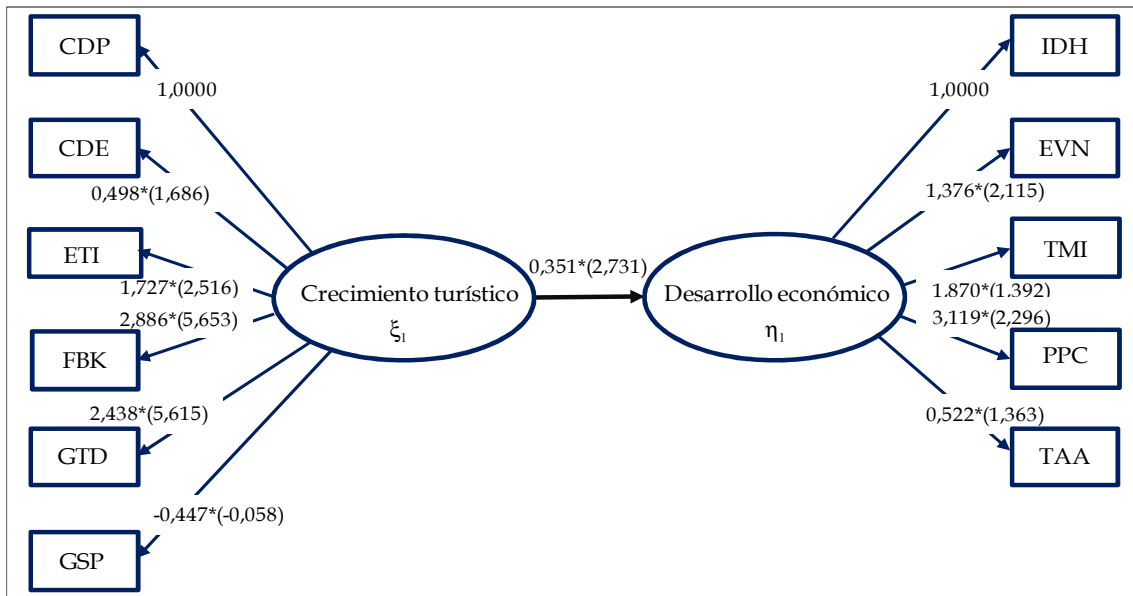 CDP
IDH
1,0000
1,0000
CDE
EVN
0,498*(1,686)
1,376*(2,115)
ETI
TMI
0,351*(2,731)
1,727*(2,516)
Crecimiento turístico
Desarrollo económico
1.870*(1.392)
2,886*(5,653)
3,119*(2,296)
ξ₁
η₁
FBK
PPC
2,438*(5,615)
0,522*(1,363)
GTD
TAA
-0,447*(-0,058)
GSP